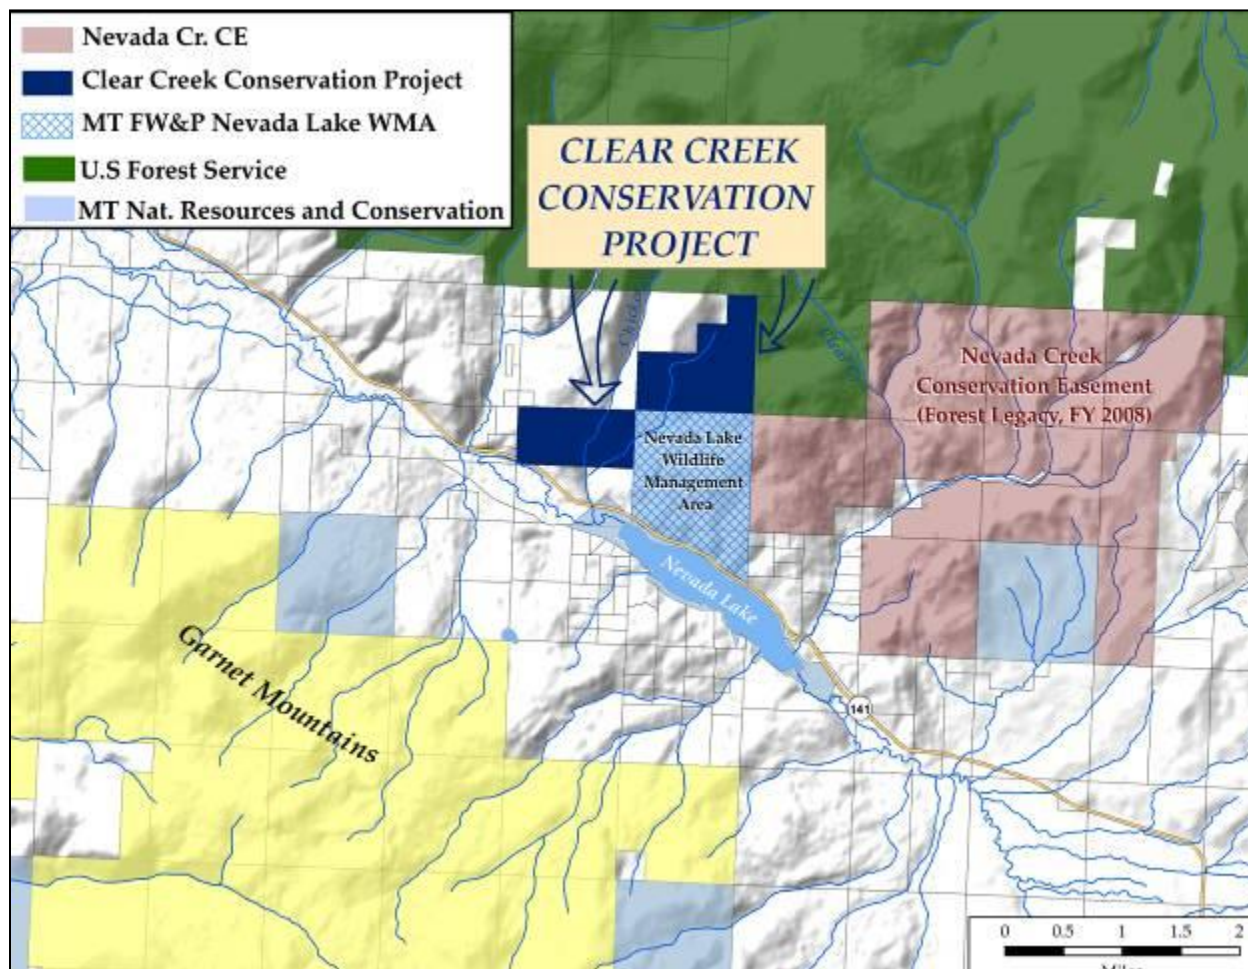 Nevada Cr. CE
Clear Creek Conservation Project
MT FW&P Nevada Lake WMA
U.S Forest Service
MT Nat. Resources and Conservation
CLEAR CREEK
CONSERVATION
PROJECT
Nevada Creek
Conservation Easement
(Forest Legacy, FY 2008)
Nevada Lake
Wildlife
Management
Area
Nevada Lake
Garnet Mountains
141
0 0.5 1 1.5 2
Miles